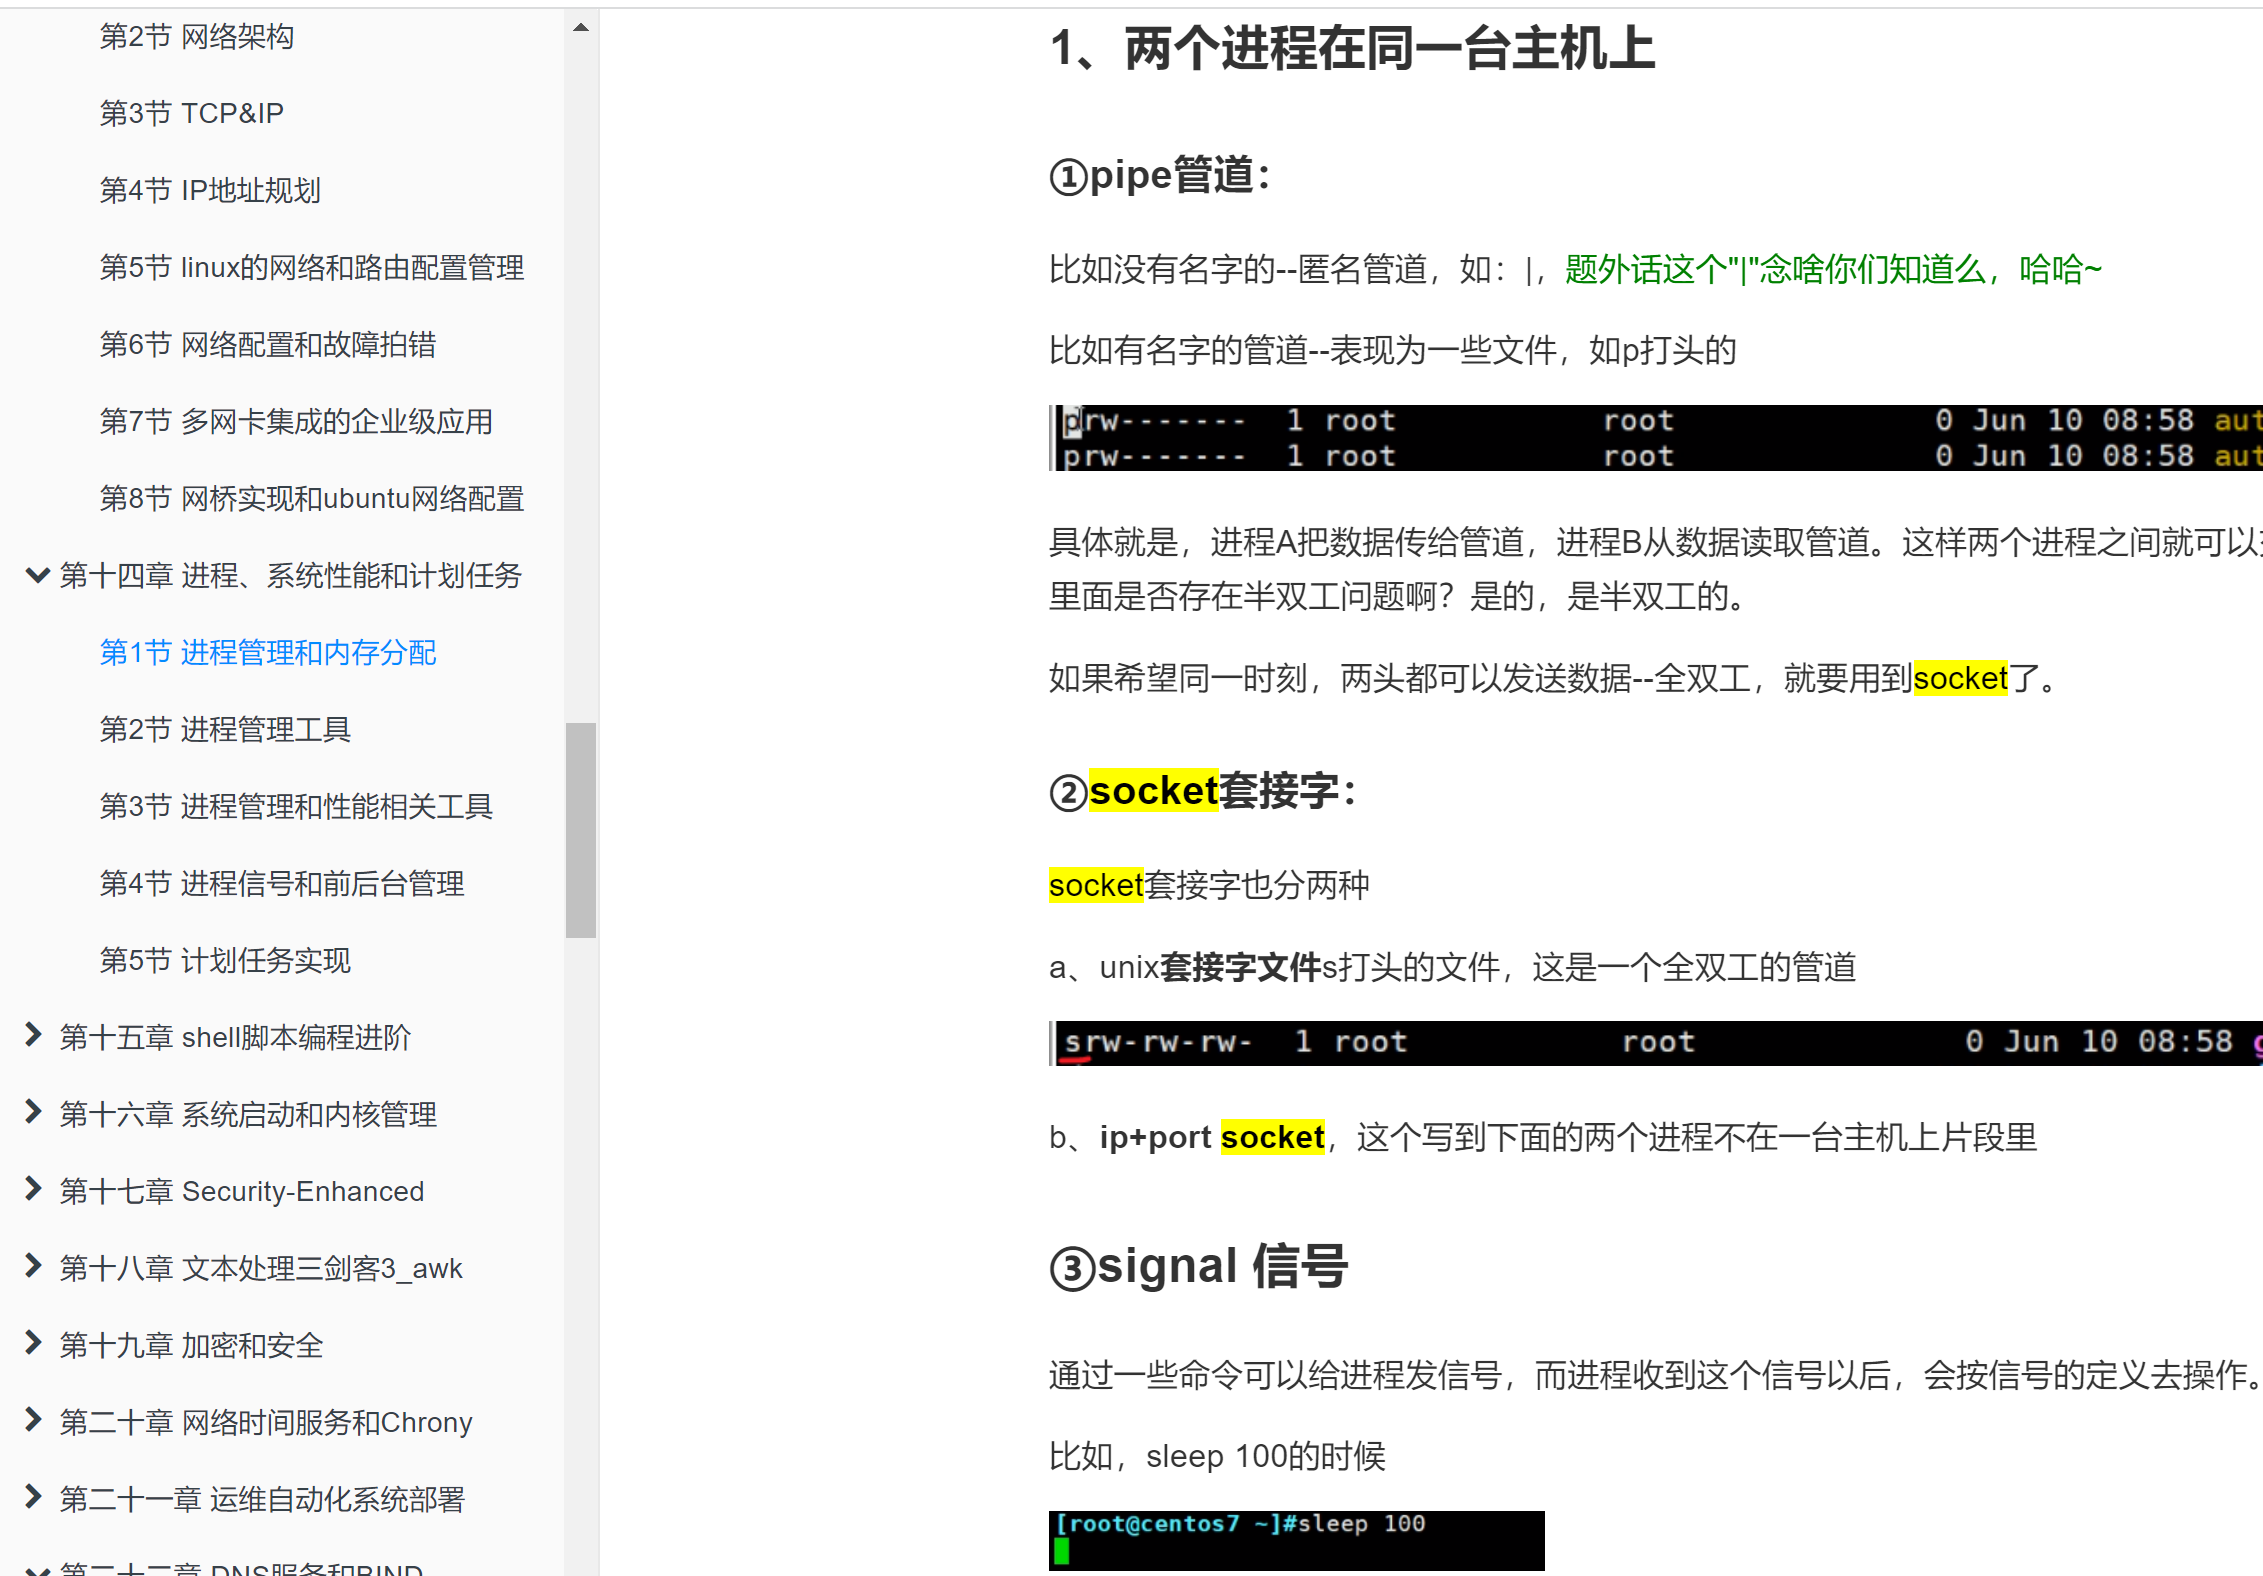 第2节 网络架构
第3节 TCP&IP
第4节 IP地址规划
第5节 linux的网络和路由配置管理
第6节 网络配置和故障拍错
第7节 多网卡集成的企业级应用
第8节 网桥实现和ubuntu网络配置
第十四章 进程、系统性能和计划任务
第1节 进程管理和内存分配
第2节 进程管理工具
第3节 进程管理和性能相关工具
第4节 进程信号和前后台管理
第5节 计划任务实现
第十五章 shell脚本编程进阶
第十六章 系统启动和内核管理
第十七章 Security-Enhanced
第十八章 文本处理三剑客3_awk
第十九章 加密和安全
第二十章 网络时间服务和Chrony
第二十一章 运维自动化系统部署
第二十二章 DNS服务和BIND
1、两个进程在同一台主机上
①pipe管道：
比如没有名字的--匿名管道，如：|，题外话这个"|"念啥你们知道么，哈哈~
比如有名字的管道--表现为一些文件，如p打头的
prw------- 1 root root 0 Jun 10 08:58 aut
prw------- 1 root root 0 Jun 10 08:58 aut
具体就是，进程A把数据传给管道，进程B从数据读取管道。这样两个进程之间就可以
里面是否存在半双工问题啊？是的，是半双工的。
如果希望同一时刻，两头都可以发送数据--全双工，就要用到socket了。
②socket套接字：
socket套接字也分两种
a、unix套接字文件s打头的文件，这是一个全双工的管道
srw-rw-rw- 1 root root 0 Jun 10 08:58 g
b、ip+port socket，这个写到下面的两个进程不在一台主机上片段里
③signal 信号
通过一些命令可以给进程发信号，而进程收到这个信号以后，会按信号的定义去操作。
比如，sleep 100的时候
[root@centos7 ~]#sleep 100